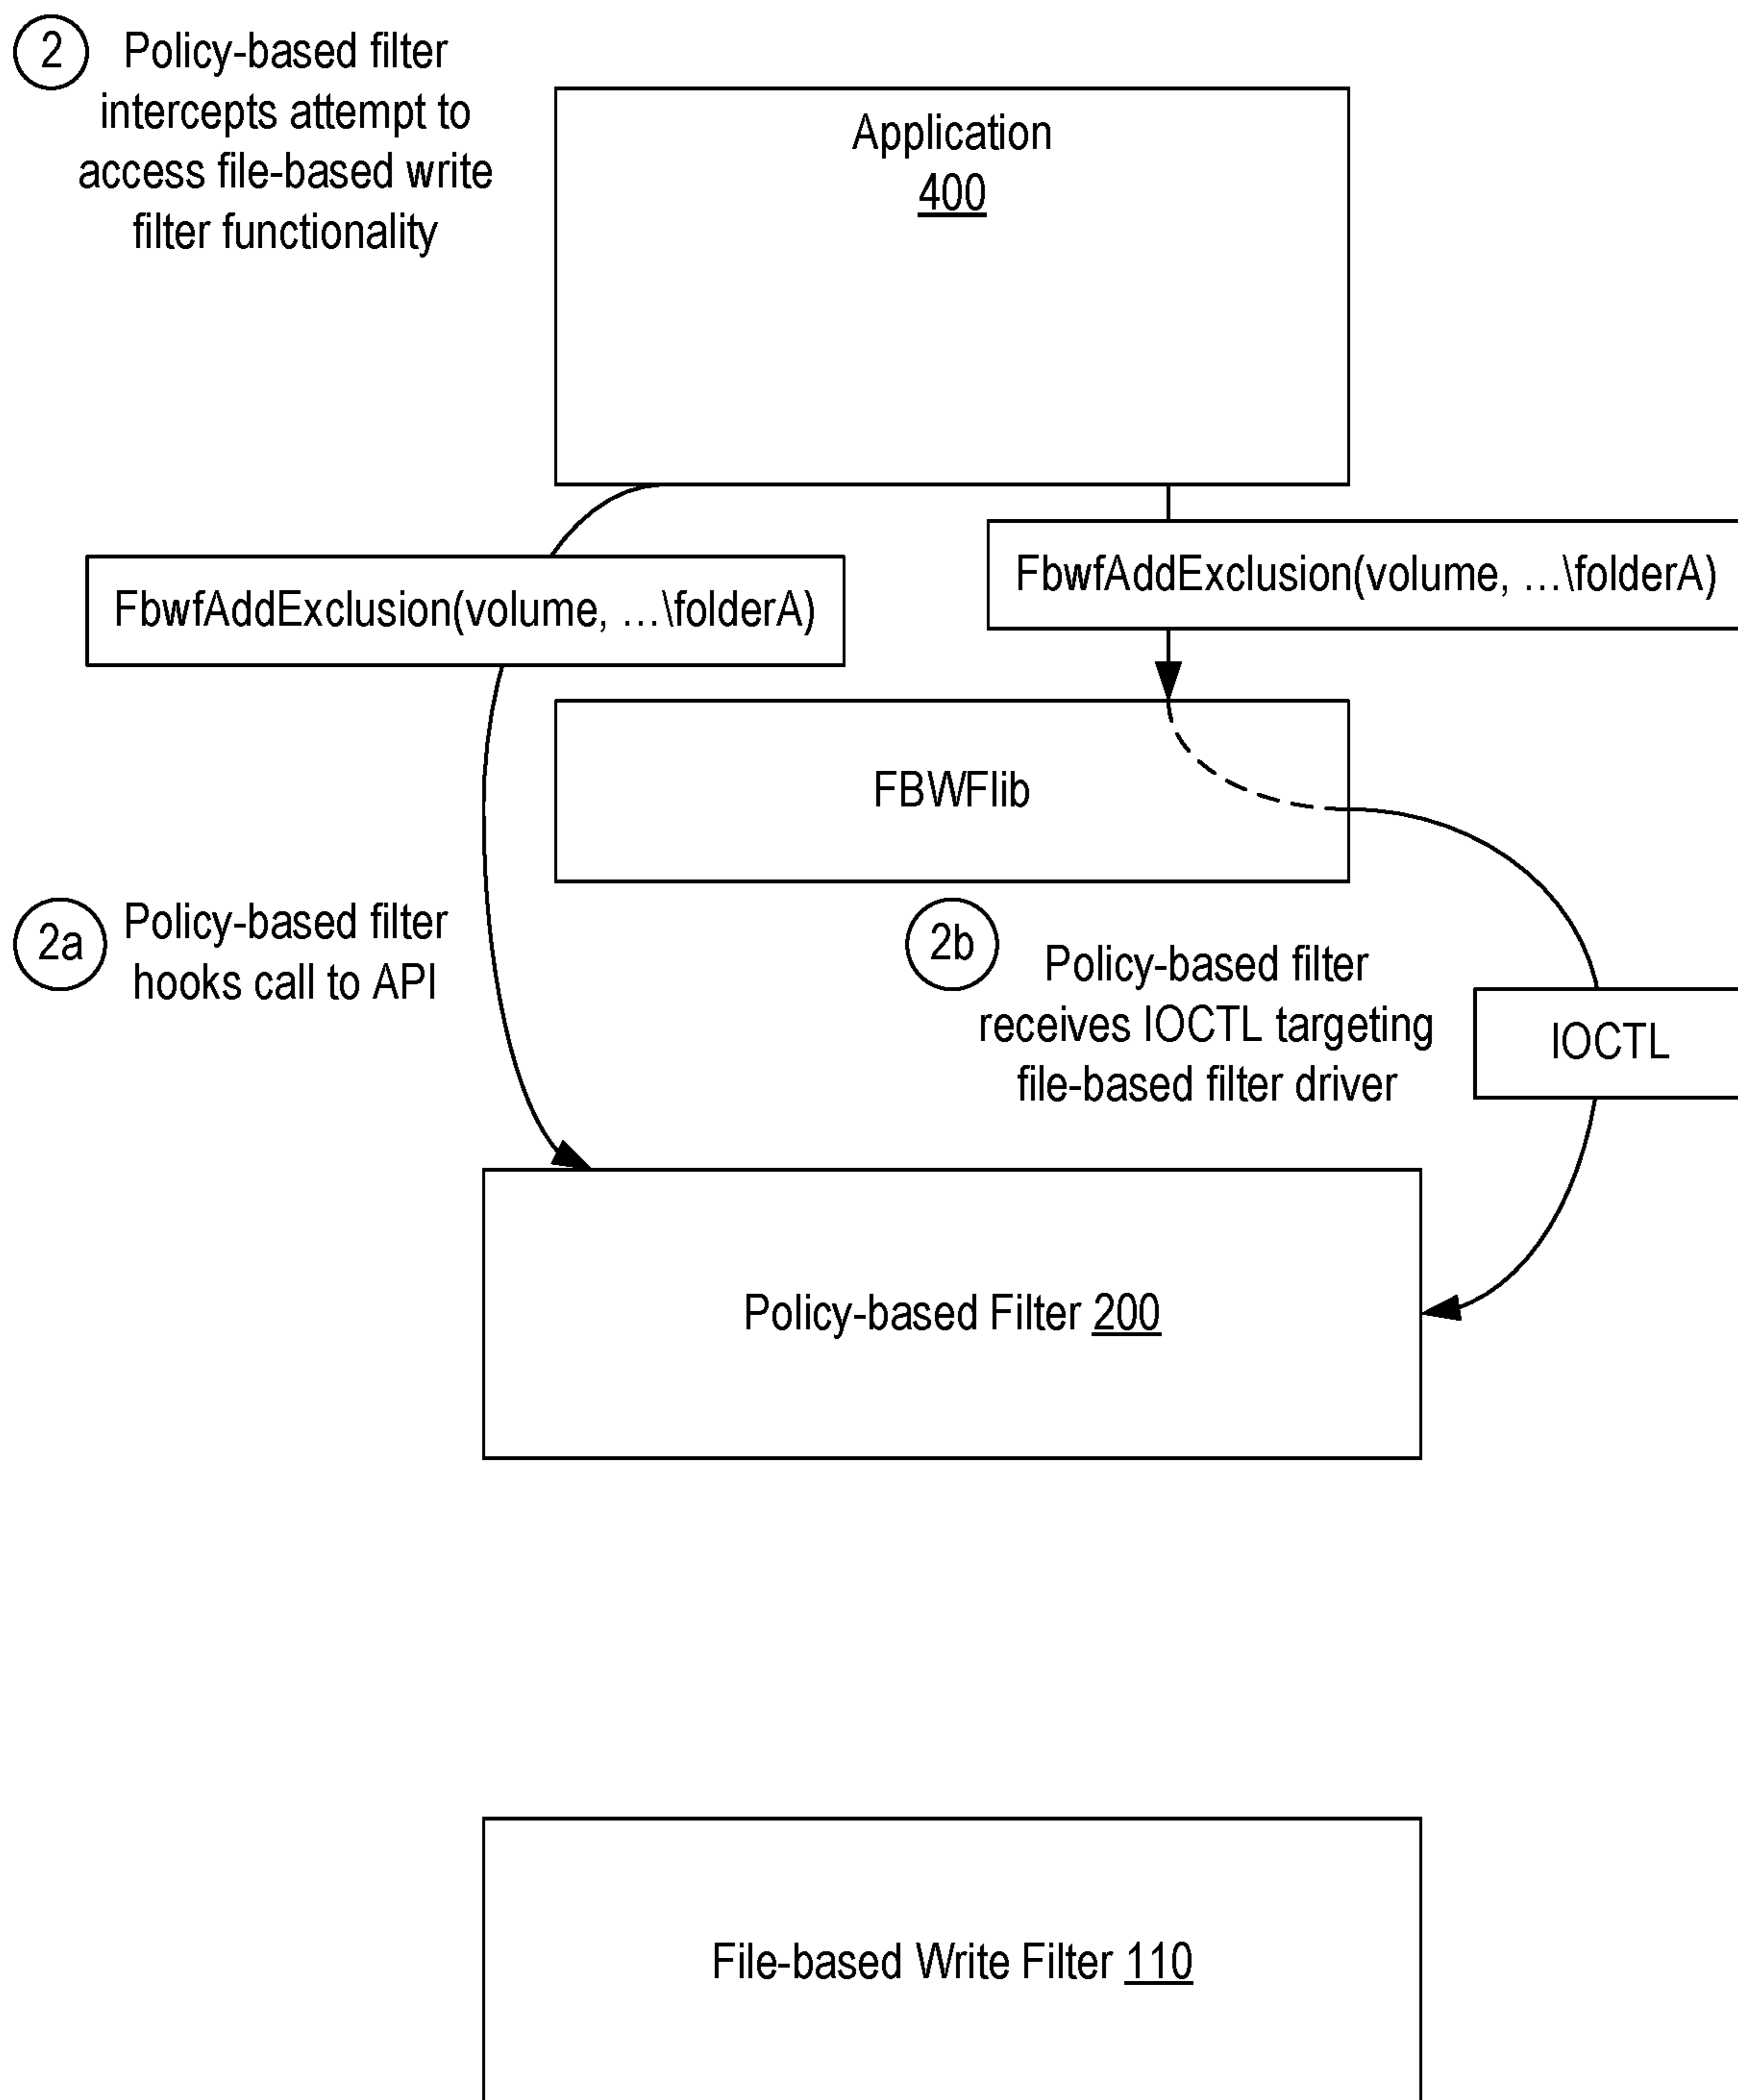 2 Policy-based filter
intercepts attempt to
access file-based write
filter functionality
Application
400
FbwfAddExclusion(volume, …\folderA)
FbwfAddExclusion(volume, …\folderA)
FBWFlib
2a Policy-based filter
hooks call to API
2b Policy-based filter
receives IOCTL targeting
file-based filter driver
IOCTL
Policy-based Filter 200
File-based Write Filter 110